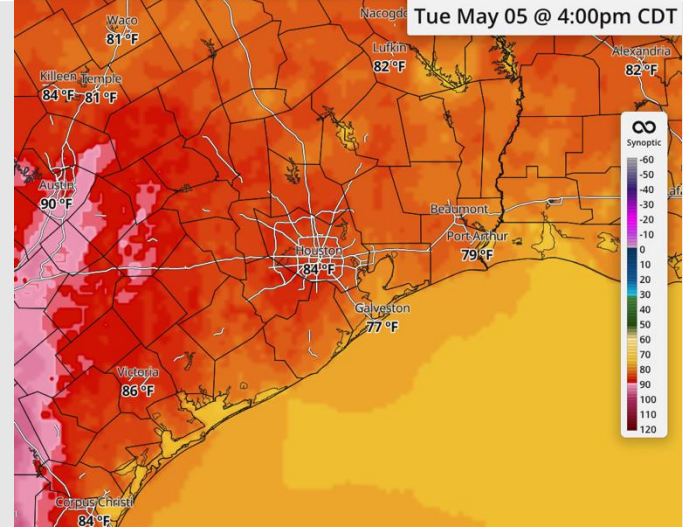 Tue May 05 @ 4:00pm CDT
Waco
81 °F
Lufkin
82 °F
Alexandria
82 °F
Killeen
84 °F
Temple
81 °F
Austin
90 °F
Beaumont
Port Arthur
79 °F
Houston
84 °F
Galveston
77 °F
Victoria
86 °F
Corpus Christi
84 °F
Synoptic
-60
-50
-40
-30
-20
-10
0
10
20
30
40
50
60
70
80
90
100
110
120